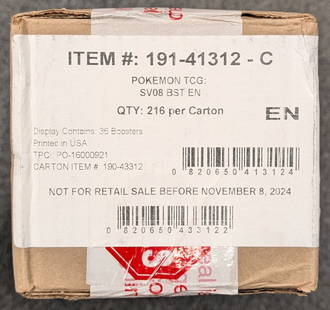 ITEM #: 191-41312 - C
POKEMON TCG:
SV08 BST EN
QTY: 216 per Carton
EN
Display Contains: 36 Boosters
Printed in USA
TPCi PO-16000921
CARTON ITEM #: 190-43312
0 820650 413124
NOT FOR RETAIL SALE BEFORE NOVEMBER 8, 2024
0 820650 433122